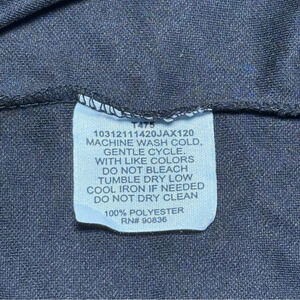 T475
10312111420JAX120
MACHINE WASH COLD,
GENTLE CYCLE.
WITH LIKE COLORS
DO NOT BLEACH
TUMBLE DRY LOW
COOL IRON IF NEEDED
DO NOT DRY CLEAN
100% POLYESTER
RN# 90836